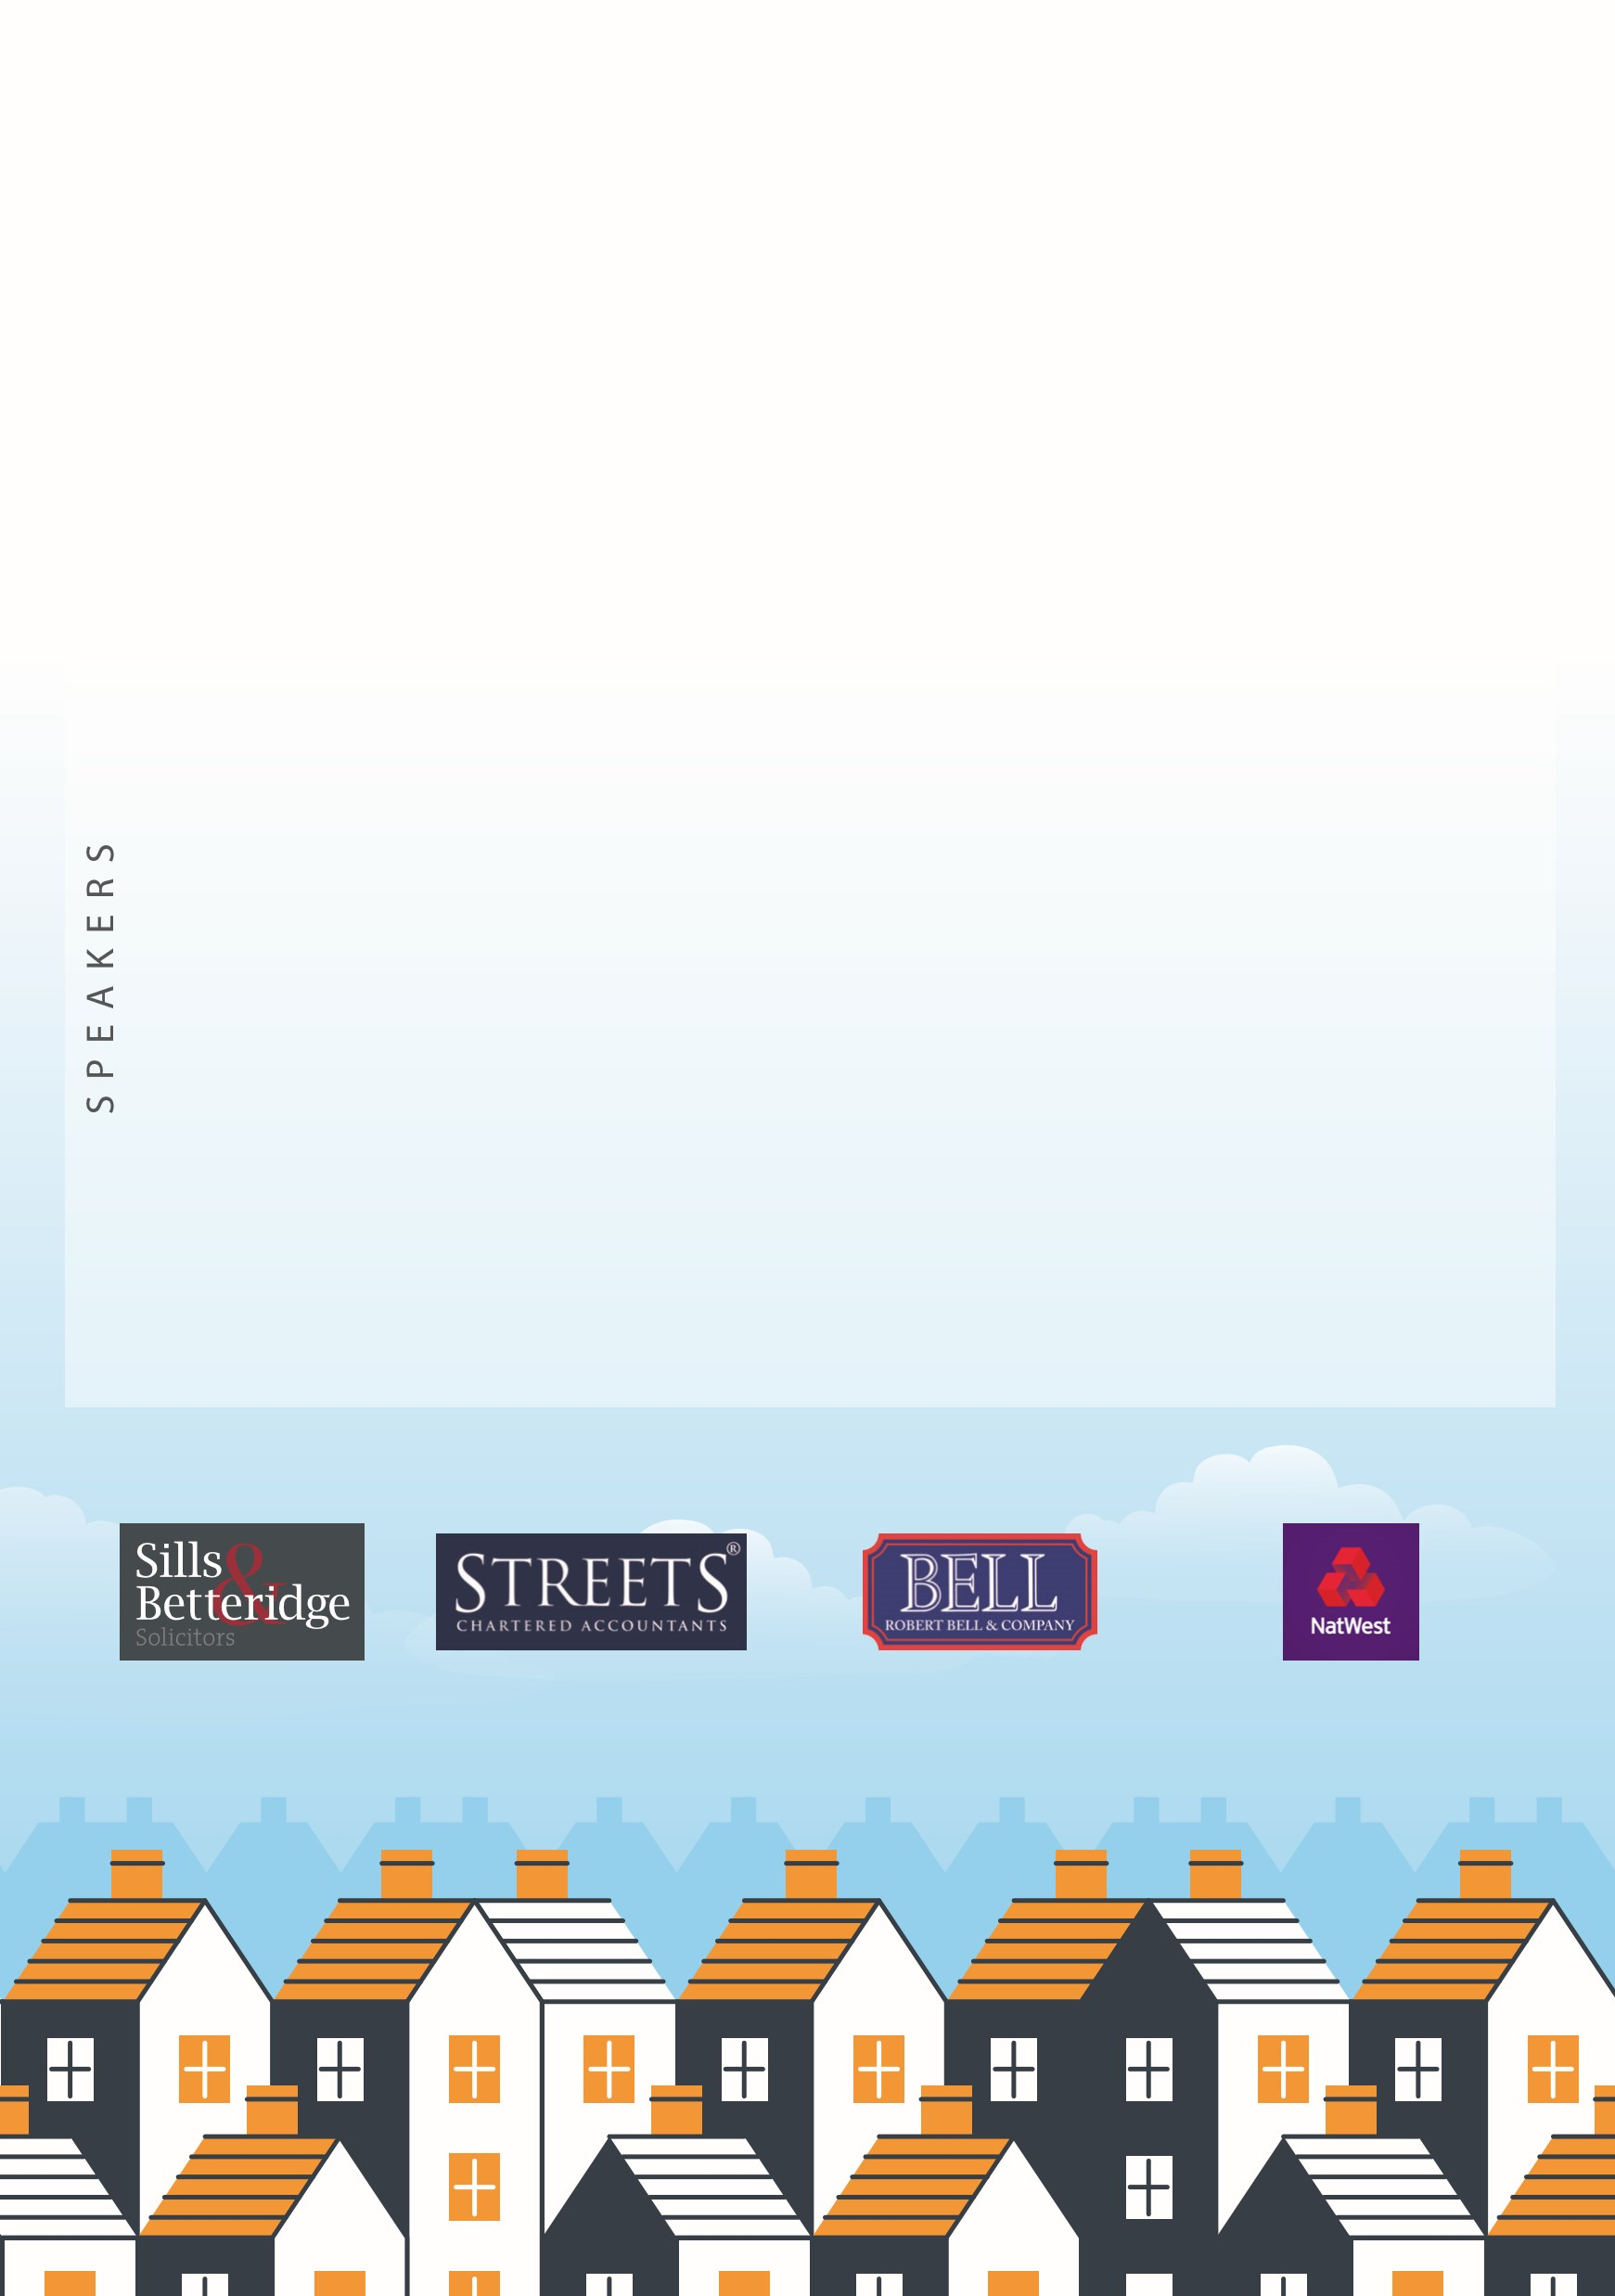 SPEAKERS
Sills &
Betteridge
Solicitors
STREETS®
CHARTERED ACCOUNTANTS
BELL
ROBERT BELL & COMPANY
NatWest